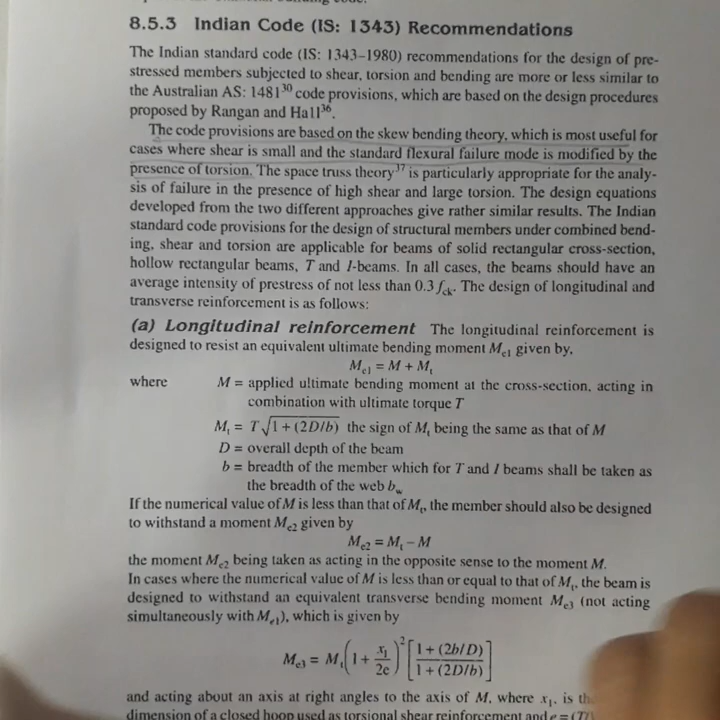 8.5.3 Indian Code (IS: 1343) Recommendations
The Indian standard code (IS: 1343–1980) recommendations for the design of pre-
stressed members subjected to shear, torsion and bending are more or less similar to
the Australian AS: 1481³⁰ code provisions, which are based on the design procedures
proposed by Rangan and Hall³⁶.
The code provisions are based on the skew bending theory, which is most useful for
cases where shear is small and the standard flexural failure mode is modified by the
presence of torsion. The space truss theory³⁷ is particularly appropriate for the analy-
sis of failure in the presence of high shear and large torsion. The design equations
developed from the two different approaches give rather similar results. The Indian
standard code provisions for the design of structural members under combined bend-
ing, shear and torsion are applicable for beams of solid rectangular cross-section,
hollow rectangular beams, T and I-beams. In all cases, the beams should have an
average intensity of prestress of not less than 0.3 f_ck. The design of longitudinal and
transverse reinforcement is as follows:
(a) Longitudinal reinforcement The longitudinal reinforcement is
designed to resist an equivalent ultimate bending moment M_e1 given by,
M_e1 = M + M_t
where M = applied ultimate bending moment at the cross-section, acting in
combination with ultimate torque T
M_t = T√(1 + (2D/b)) the sign of M_t being the same as that of M
D = overall depth of the beam
b = breadth of the member which for T and I beams shall be taken as
the breadth of the web b_w
If the numerical value of M is less than that of M_t, the member should also be designed
to withstand a moment M_e2 given by
M_e2 = M_t – M
the moment M_e2 being taken as acting in the opposite sense to the moment M.
In cases where the numerical value of M is less than or equal to that of M_t, the beam is
designed to withstand an equivalent transverse bending moment M_e3 (not acting
simultaneously with M_e1), which is given by
M_e3 = M_t(1 + x₁/2e)² [(1 + (2b/D))/(1 + (2D/b))]
and acting about an axis at right angles to the axis of M, where x₁, is
dimension of a closed hoop used as torsional shear reinforcement and e =